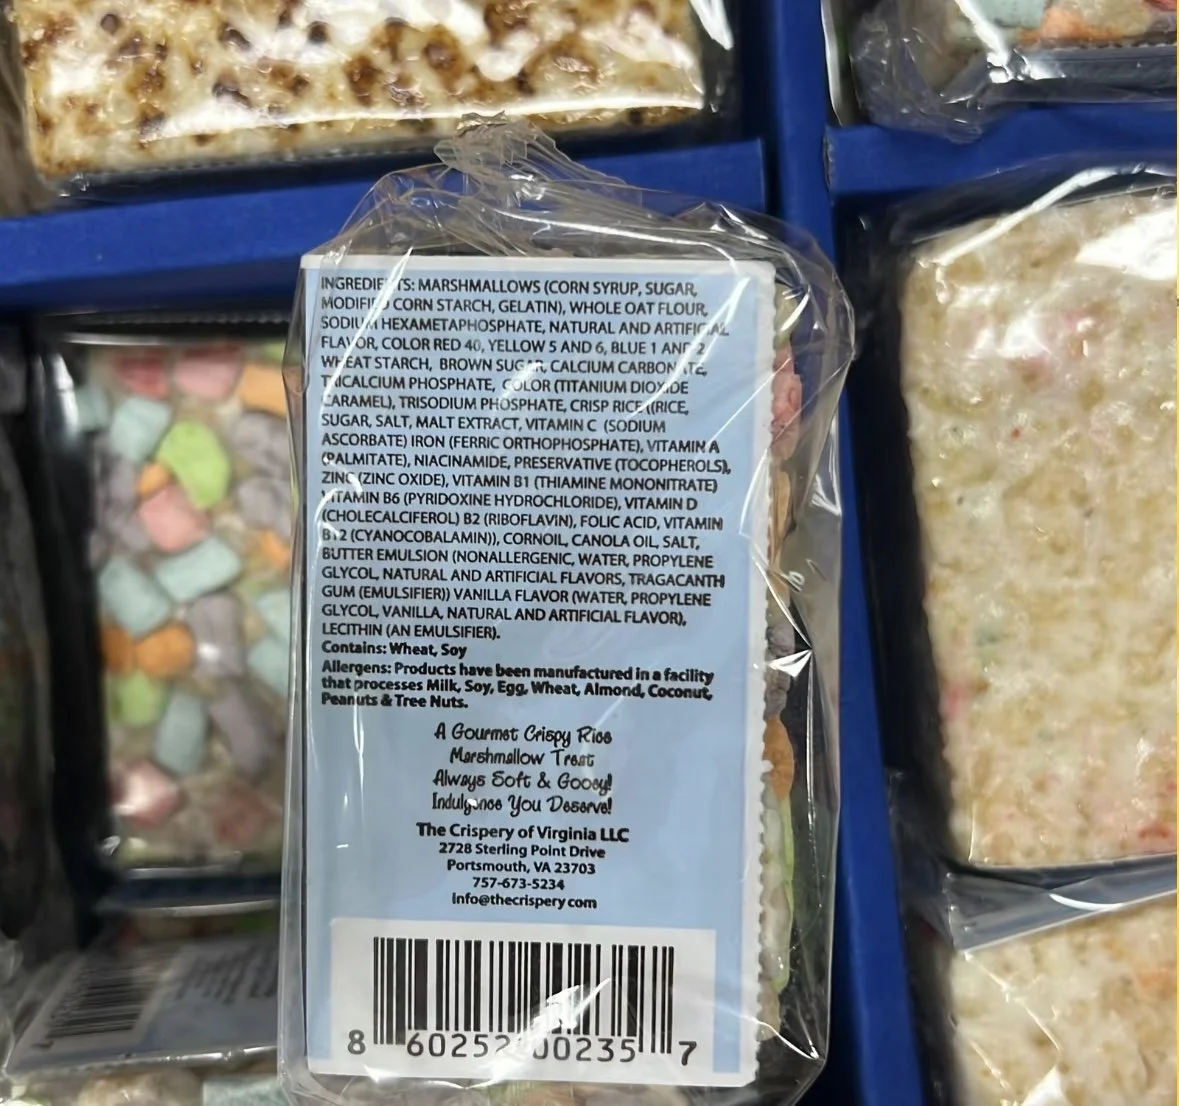 INGREDIENTS: MARSHMALLOWS (CORN SYRUP, SUGAR,
MODIFIED CORN STARCH, GELATIN), WHOLE OAT FLOUR,
SODIUM HEXAMETAPHOSPHATE, NATURAL AND ARTIFICIAL
FLAVOR, COLOR RED 40, YELLOW 5 AND 6, BLUE 1 AND 2
WHEAT STARCH, BROWN SUGAR, CALCIUM CARBONATE,
TRICALCIUM PHOSPHATE, COLOR (TITANIUM DIOXIDE
CARAMEL), TRISODIUM PHOSPHATE, CRISP RICE ((RICE,
SUGAR, SALT, MALT EXTRACT, VITAMIN C (SODIUM
ASCORBATE) IRON (FERRIC ORTHOPHOSPHATE), VITAMIN A
(PALMITATE), NIACINAMIDE, PRESERVATIVE (TOCOPHEROLS),
ZINC (ZINC OXIDE), VITAMIN B1 (THIAMINE MONONITRATE)
VITAMIN B6 (PYRIDOXINE HYDROCHLORIDE), VITAMIN D
(CHOLECALCIFEROL) B2 (RIBOFLAVIN), FOLIC ACID, VITAMIN
B12 (CYANOCOBALAMIN)), CORNOIL, CANOLA OIL, SALT,
BUTTER EMULSION (NONALLERGENIC, WATER, PROPYLENE
GLYCOL, NATURAL AND ARTIFICIAL FLAVORS, TRAGACANTH
GUM (EMULSIFIER)) VANILLA FLAVOR (WATER, PROPYLENE
GLYCOL, VANILLA, NATURAL AND ARTIFICIAL FLAVOR),
LECITHIN (AN EMULSIFIER).
Contains: Wheat, Soy
Allergens: Products have been manufactured in a facility
that processes Milk, Soy, Egg, Wheat, Almond, Coconut,
Peanuts & Tree Nuts.
A Gourmet Crispy Rice
Marshmallow Treat
Always Soft & Gooey!
Indulgence You Deserve!
The Crispery of Virginia LLC
2728 Sterling Point Drive
Portsmouth, VA 23703
757-673-5234
Info@thecrispery.com
8 60252 00235 7